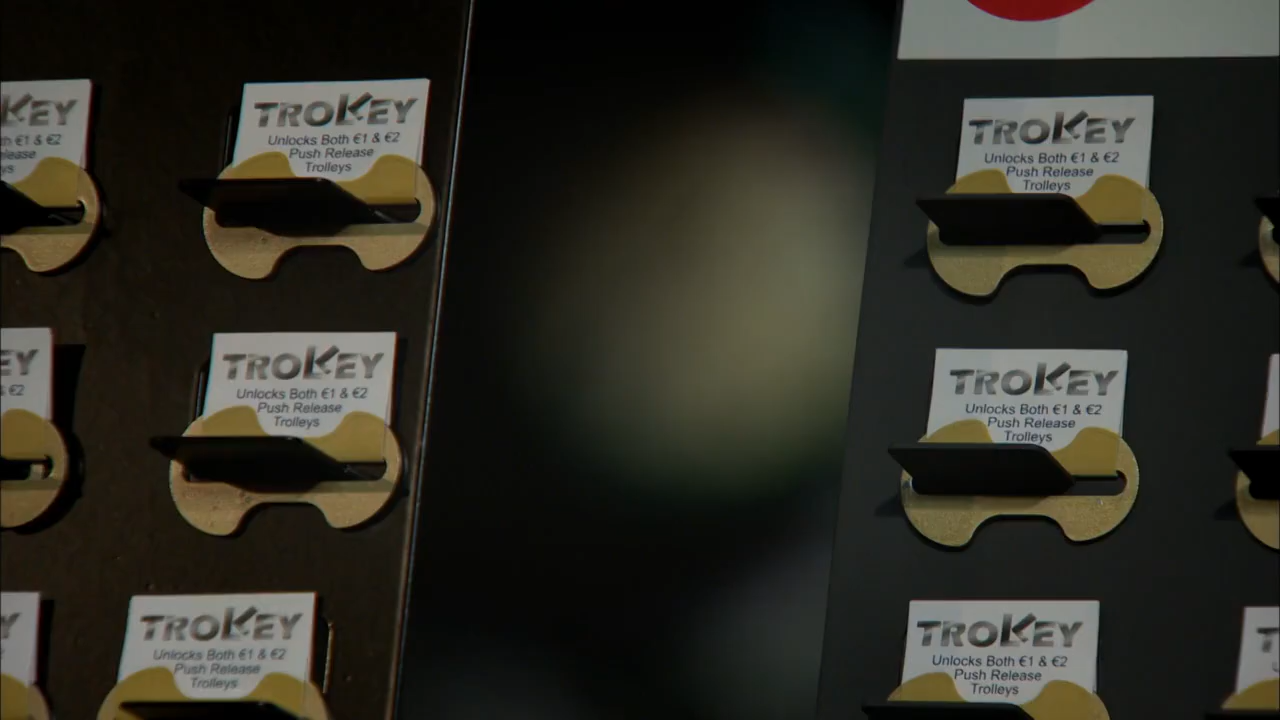 TROKEY
Unlocks Both €1 & €2
Push Release
Trolleys
TROKEY
Unlocks Both €1 & €2
Push Release
Trolleys
TROKEY
Unlocks Both €1 & €2
Push Release
Trolleys
TROKEY
Unlocks Both €1 & €2
Push Release
Trolleys
TROKEY
Unlocks Both €1 & €2
Push Release
Trolleys
TROKEY
Unlocks Both €1 & €2
Push Release
Trolleys